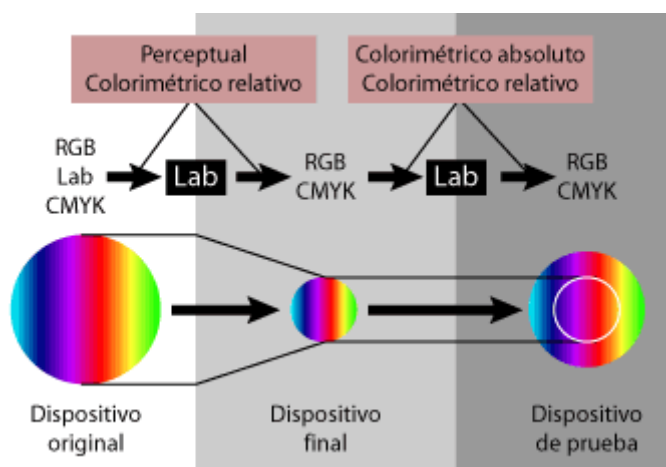 Perceptual
Colorimétrico relativo
Colorimétrico absoluto
Colorimétrico relativo
RGB
Lab
CMYK
Lab
RGB
CMYK
Lab
RGB
CMYK
Dispositivo
original
Dispositivo
final
Dispositivo
de prueba